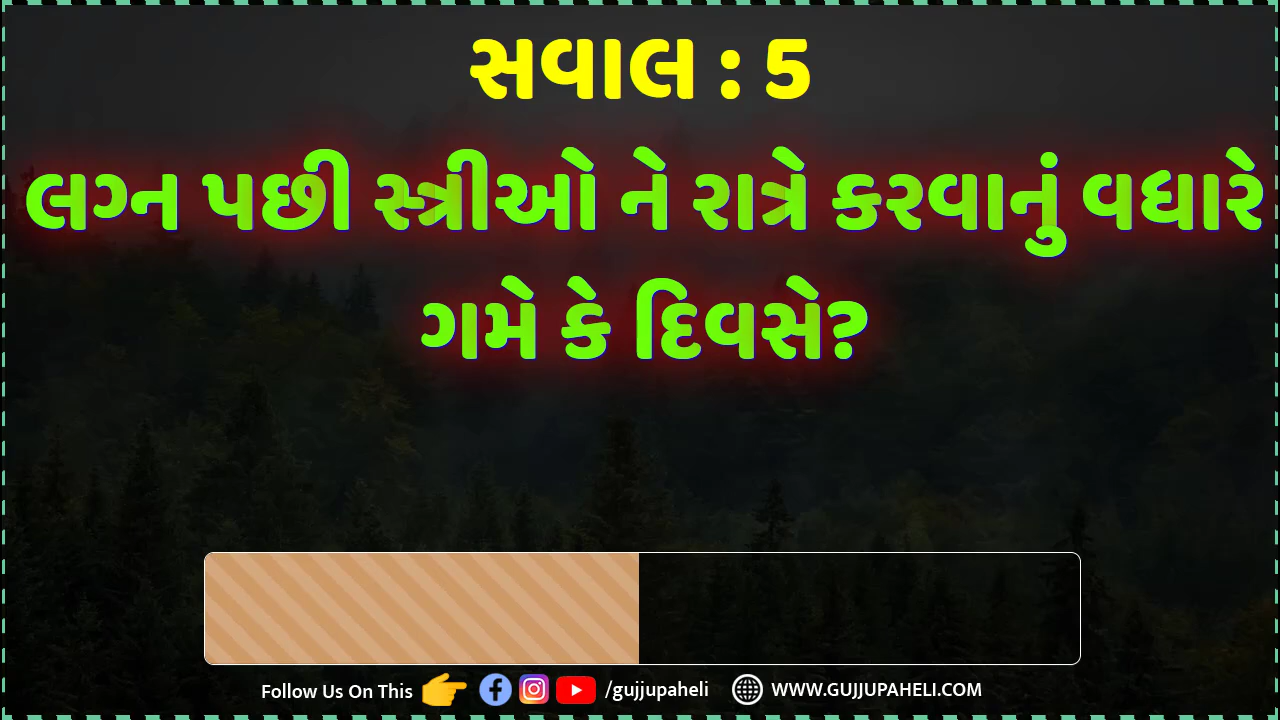 સવાલ : 5
લગ્ન પછી સ્ત્રીઓ ને રાત્રે કરવાનું વધારે
ગમે કે દિવસે?
Follow Us On This /gujjupaheli WWW.GUJJUPAHELI.COM